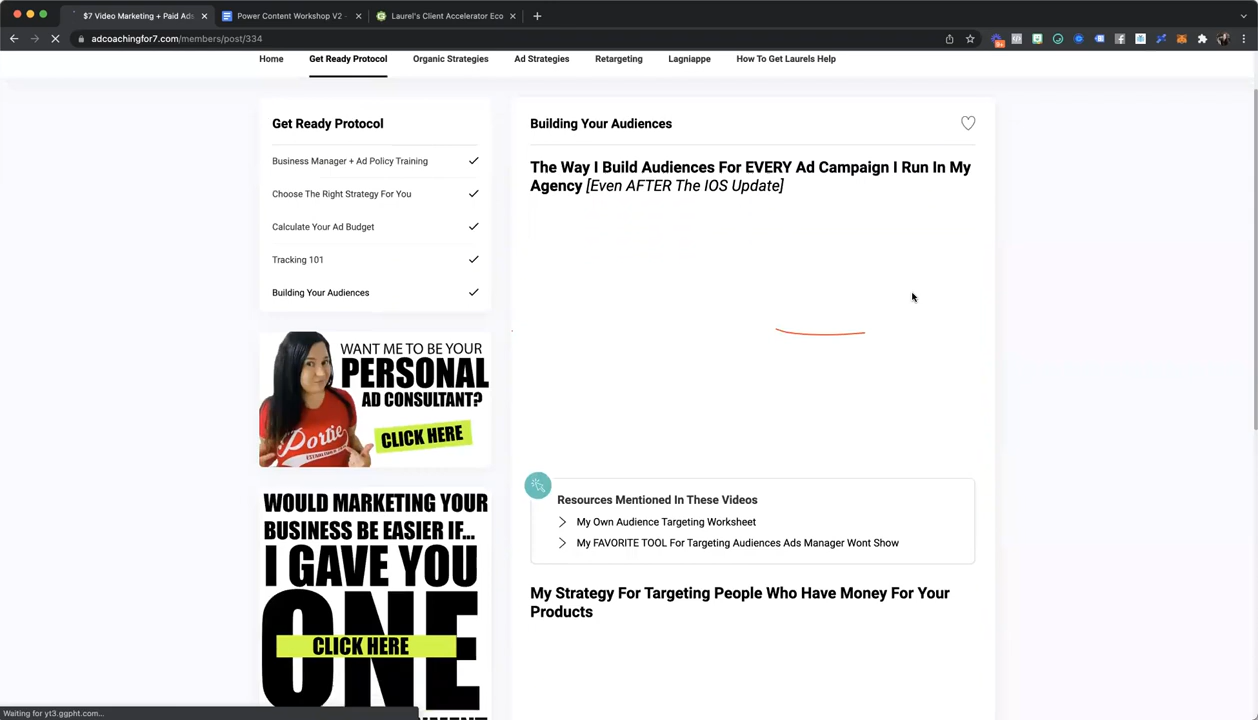 $7 Video Marketing + Paid Ads
Power Content Workshop V2 -
Laurel's Client Accelerator Eco
adcoachingfor7.com/members/post/334
Home
Get Ready Protocol
Organic Strategies
Ad Strategies
Retargeting
Lagniappe
How To Get Laurels Help
Get Ready Protocol
Business Manager + Ad Policy Training
Choose The Right Strategy For You
Calculate Your Ad Budget
Tracking 101
Building Your Audiences
WANT ME TO BE YOUR
PERSONAL
AD CONSULTANT?
CLICK HERE
Portie
WOULD MARKETING YOUR
BUSINESS BE EASIER IF...
I GAVE YOU
ONE
CLICK HERE
Building Your Audiences
The Way I Build Audiences For EVERY Ad Campaign I Run In My
Agency [Even AFTER The IOS Update]
Resources Mentioned In These Videos
My Own Audience Targeting Worksheet
My FAVORITE TOOL For Targeting Audiences Ads Manager Wont Show
My Strategy For Targeting People Who Have Money For Your
Products
Waiting for yt3.ggpht.com...